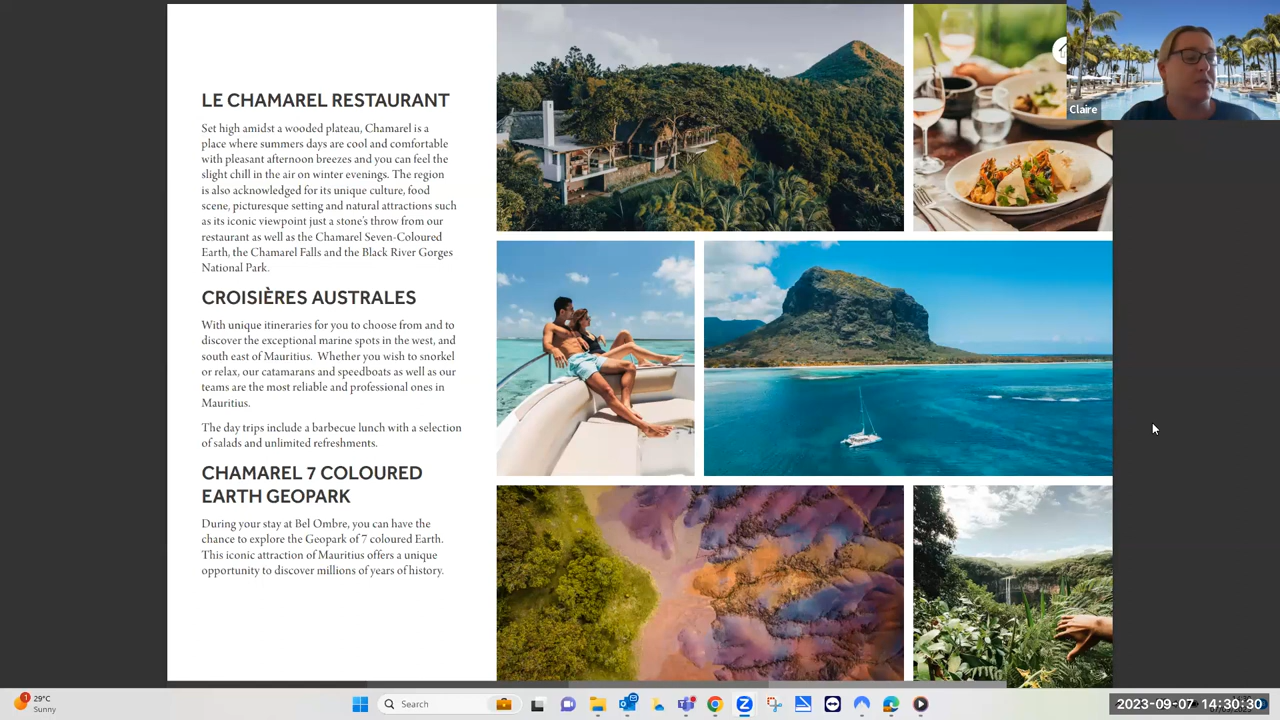 LE CHAMAREL RESTAURANT
Set high amidst a wooded plateau, Chamarel is a
place where summers days are cool and comfortable
with pleasant afternoon breezes and you can feel the
slight chill in the air on winter evenings. The region
is also acknowledged for its unique culture, food
scene, picturesque setting and natural attractions such
as its iconic viewpoint just a stone's throw from our
restaurant as well as the Chamarel Seven-Coloured
Earth, the Chamarel Falls and the Black River Gorges
National Park.
CROISIÈRES AUSTRALES
With unique itineraries for you to choose from and to
discover the exceptional marine spots in the west, and
south east of Mauritius. Whether you wish to snorkel
or relax, our catamarans and speedboats as well as our
teams are the most reliable and professional ones in
Mauritius.
The day trips include a barbecue lunch with a selection
of salads and unlimited refreshments.
CHAMAREL 7 COLOURED
EARTH GEOPARK
During your stay at Bel Ombre, you can have the
chance to explore the Geopark of 7 coloured Earth.
This iconic attraction of Mauritius offers a unique
opportunity to discover millions of years of history.
Claire
1
29°C
Sunny
Search
2023-09-07 14:30:30